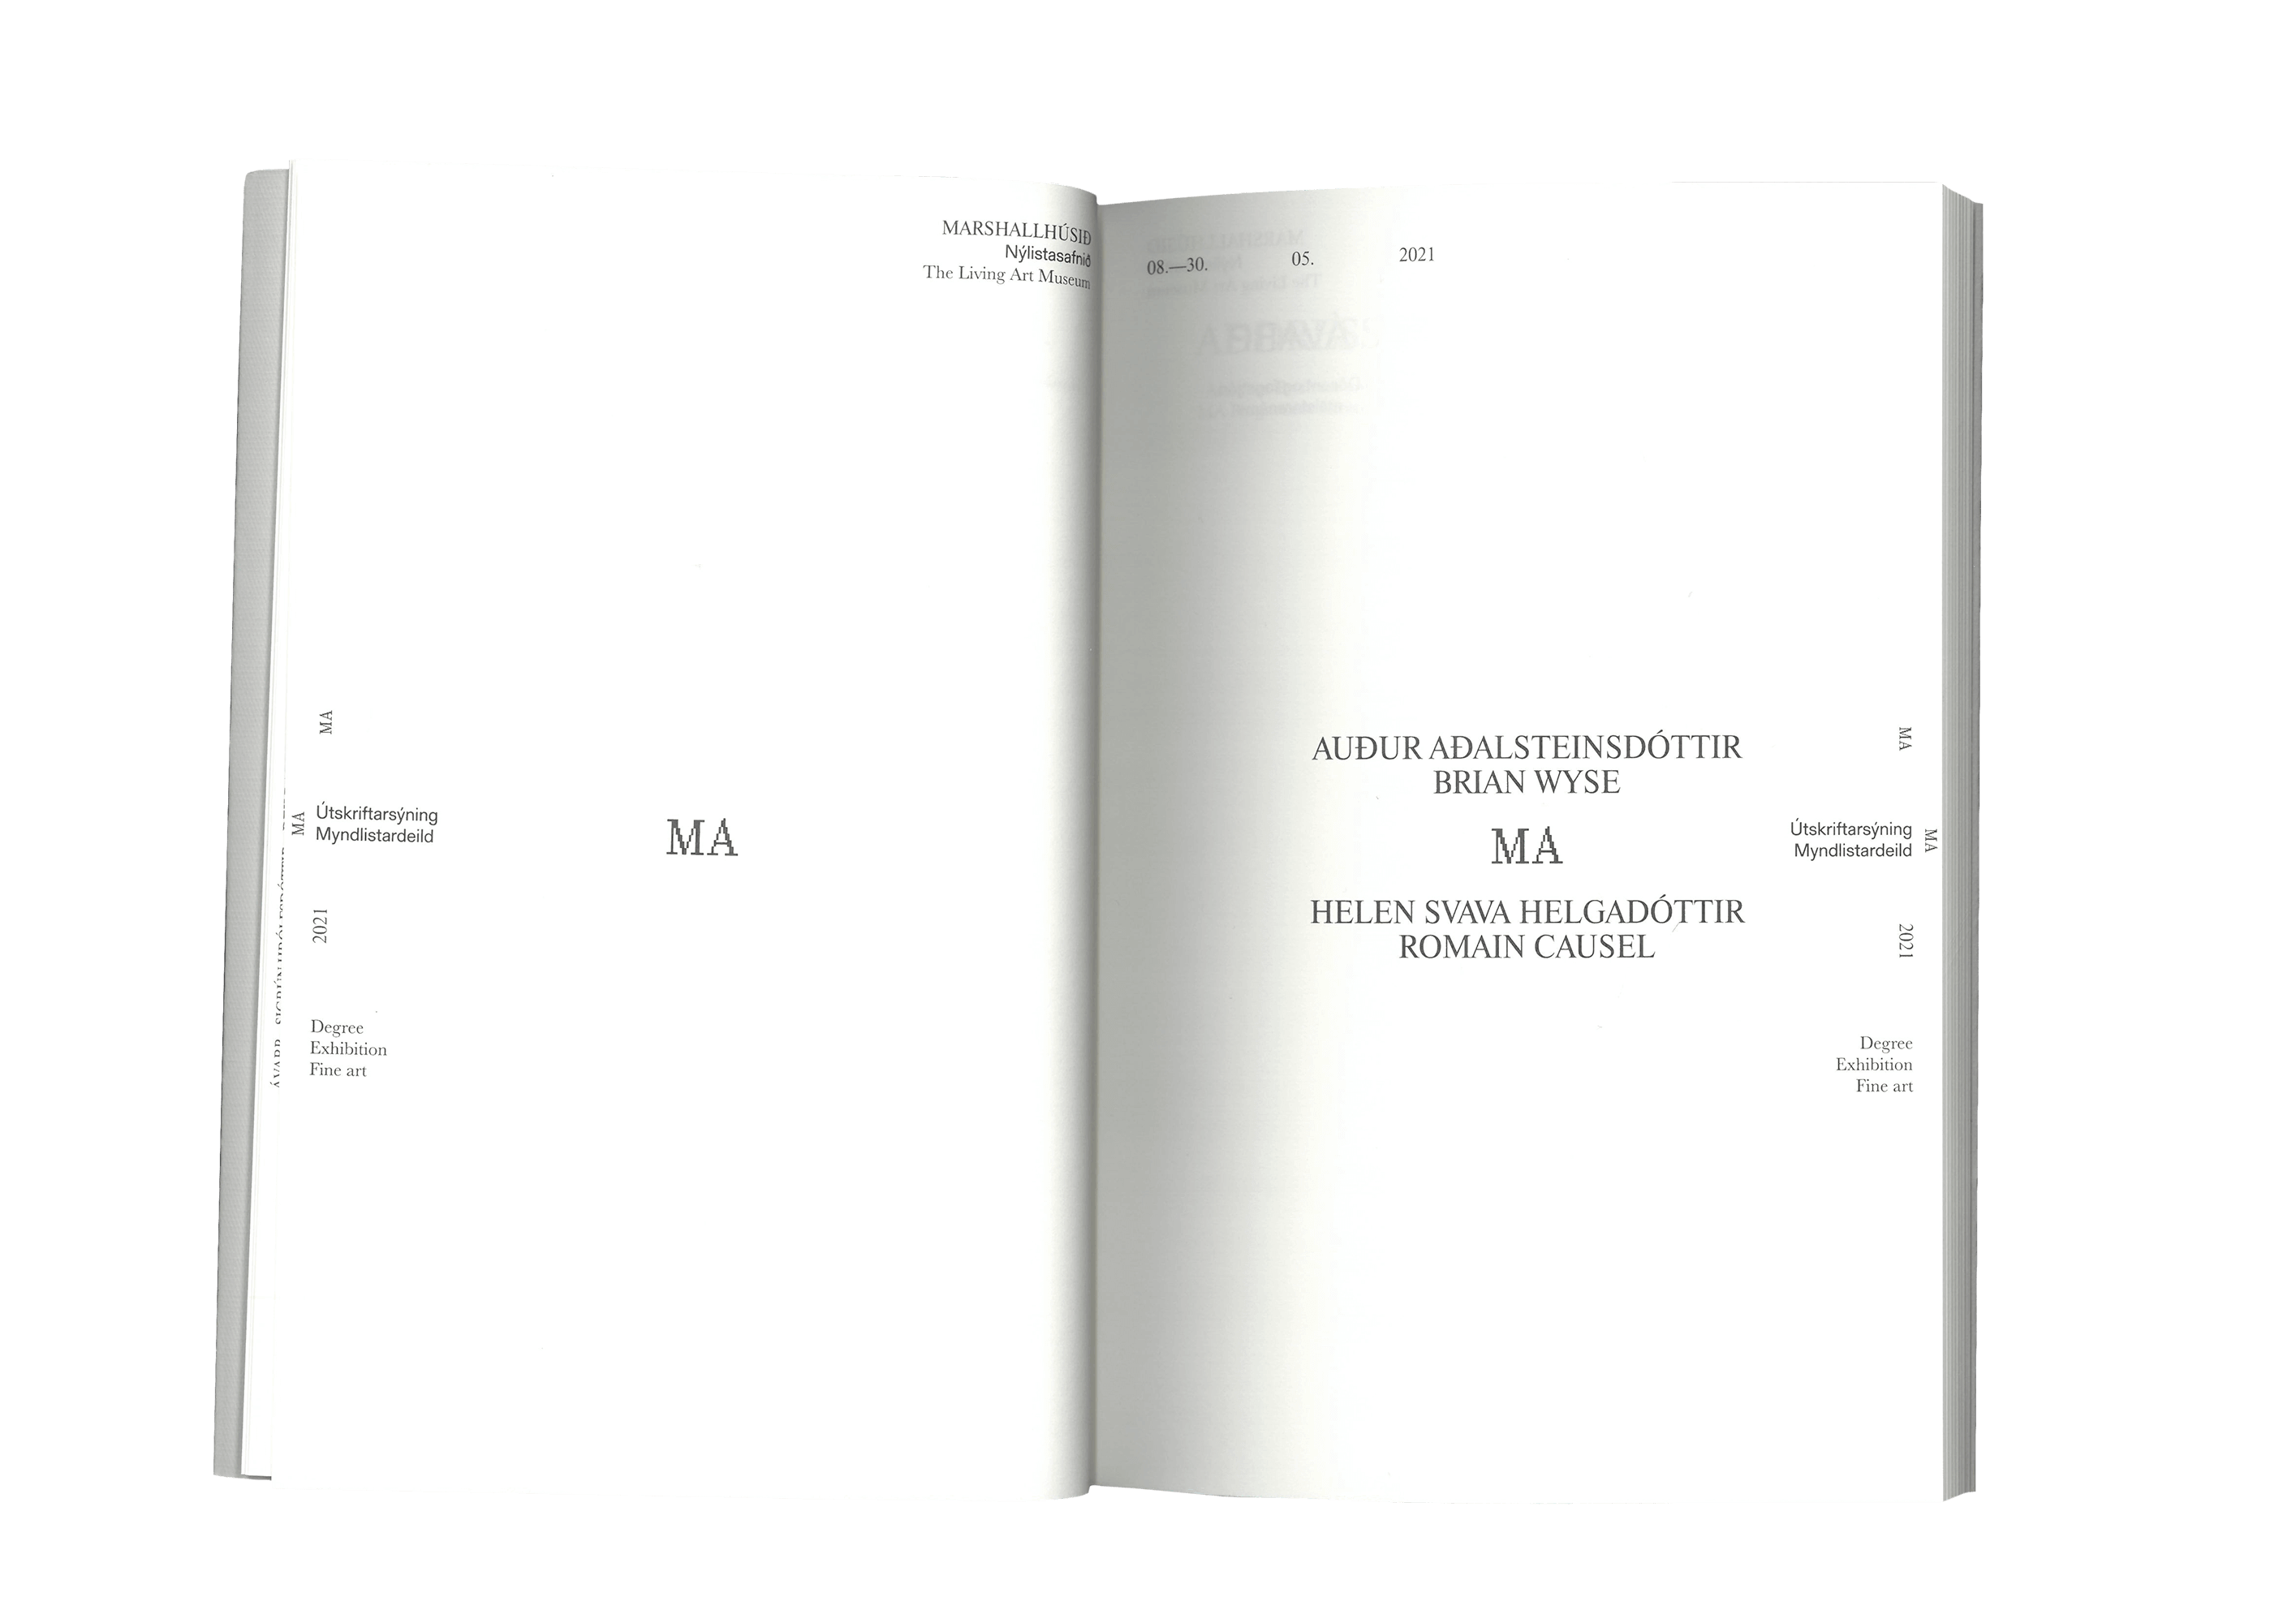 MARSHALLHÚSIÐ
Nýlistasafnið
The Living Art Museum
MA
MA
Útskriftarsýning
Myndlistardeild
MA
2021
Degree
Exhibition
Fine art
08.—30. 05. 2021
AUÐUR AÐALSTEINSDÓTTIR
BRIAN WYSE
MA
HELEN SVAVA HELGADÓTTIR
ROMAIN CAUSEL
MA
Útskriftarsýning
Myndlistardeild
MA
2021
Degree
Exhibition
Fine art